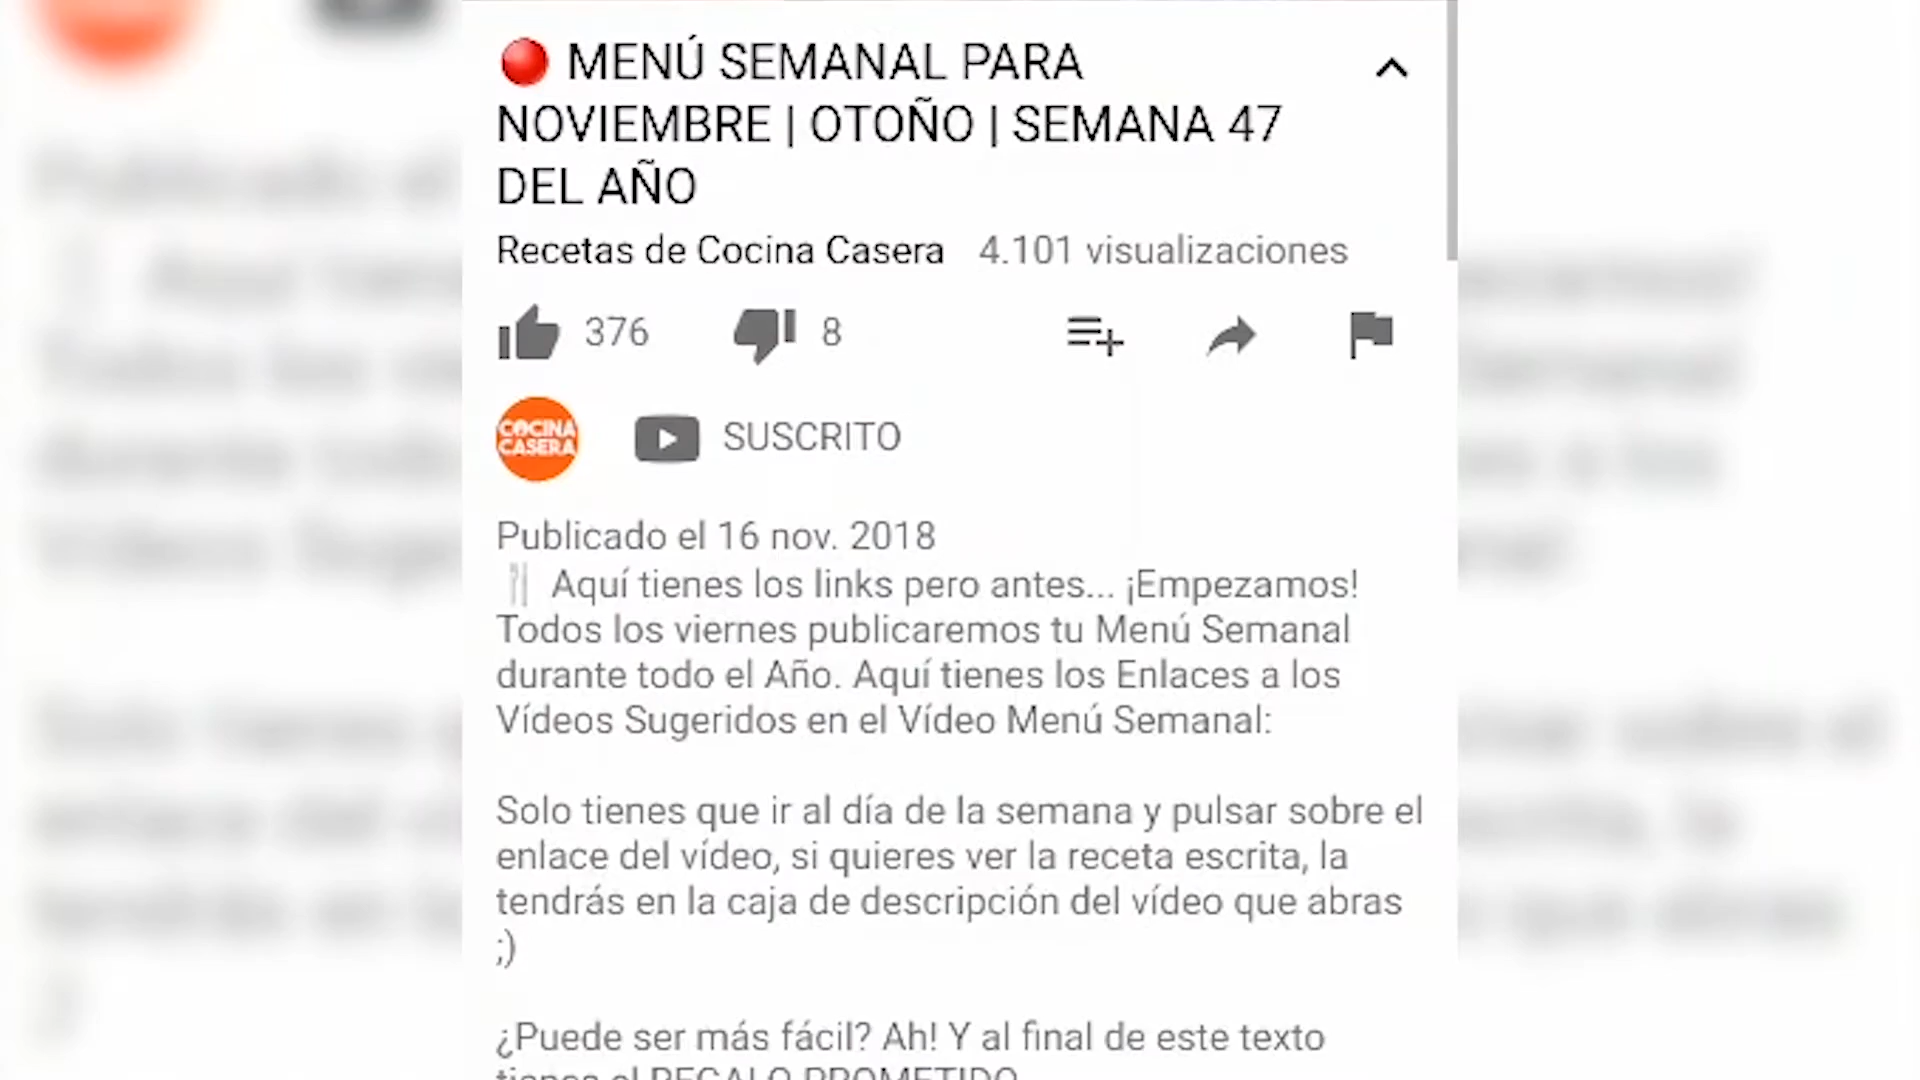 MENÚ SEMANAL PARA
NOVIEMBRE | OTOÑO | SEMANA 47
DEL AÑO
Recetas de Cocina Casera 4.101 visualizaciones
376 8
COCINA
CASERA
SUSCRITO
Publicado el 16 nov. 2018
Aquí tienes los links pero antes... ¡Empezamos!
Todos los viernes publicaremos tu Menú Semanal
durante todo el Año. Aquí tienes los Enlaces a los
Vídeos Sugeridos en el Vídeo Menú Semanal:
Solo tienes que ir al día de la semana y pulsar sobre el
enlace del vídeo, si quieres ver la receta escrita, la
tendrás en la caja de descripción del vídeo que abras
;)
¿Puede ser más fácil? Ah! Y al final de este texto
tienes el REGALO PROMETIDO